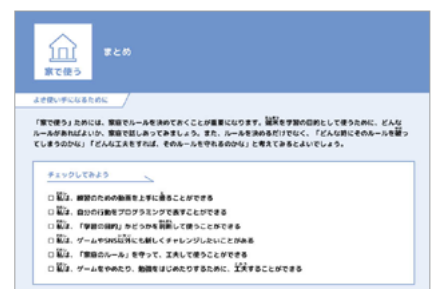 家で使う
まとめ
よき使い手になるために
「家で使う」ためには、家庭でルールを決めておくことが重要になります。端末を学習の目的として使うために、どんな
ルールがあればよいか、家庭で話しあってみましょう。また、ルールを決めるだけでなく、「どんな時にそのルールを破っ
てしまうのかな」「どんな工夫をすれば、そのルールを守れるのかな」と考えてみるとよいでしょう。
チェックしてみよう
□ 私は、練習のための動画を上手に撮ることができる
□ 私は、自分の行動をプログラミングで表すことができる
□ 私は、「学習の目的」かどうかを判断して使うことができる
□ 私は、ゲームやSNS以外にも新しくチャレンジしたいことがある
□ 私は、「家庭のルール」を守って、工夫して使うことができる
□ 私は、ゲームをやめたり、勉強をはじめたりするために、工夫することができる